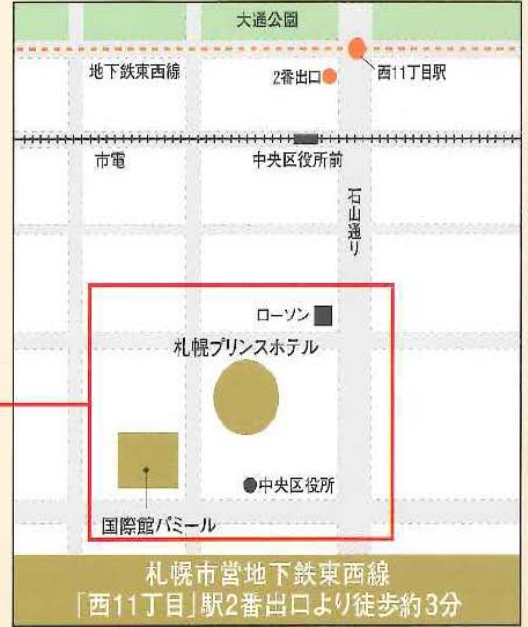 大通公園
地下鉄東西線
2番出口
西11丁目駅
市電
中央区役所前
石山通り
ローソン
札幌プリンスホテル
中央区役所
国際館パミール
札幌市営地下鉄東西線
「西11丁目」駅2番出口より徒歩約3分